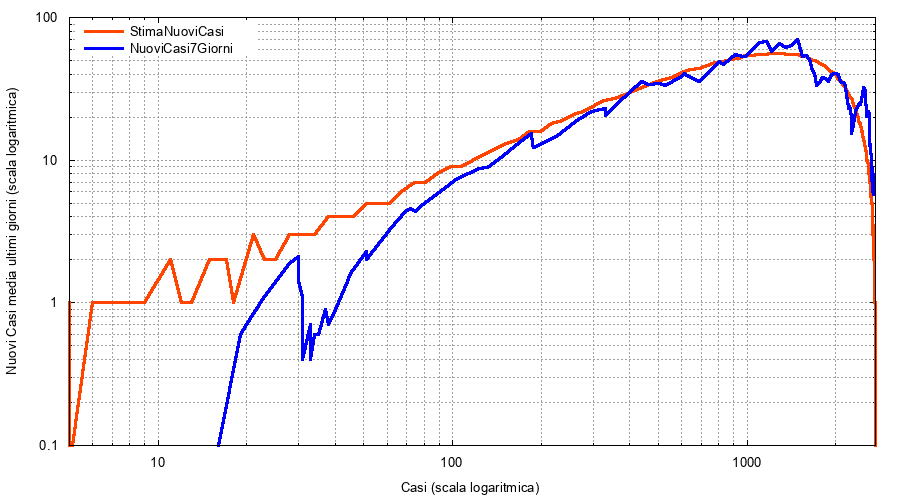 StimaNuoviCasi
NuoviCasi7Giorni
Nuovi Casi media ultimi giorni (scala logaritmica)
100
10
1
0.1
10
100
1000
Casi (scala logaritmica)